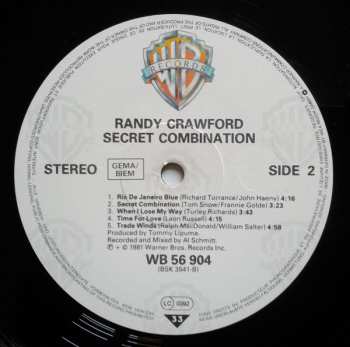 WB
RECORDS
RANDY CRAWFORD
SECRET COMBINATION
STEREO
GEMA/
BIEM
SIDE 2
1. Rio De Janeiro Blue (Richard Torrance/John Haeny) 4:16
2. Secret Combination (Tom Snow/Frannie Golde) 3:23
3. When I Lose My Way (Turley Richards) 3:43
4. Time For Love (Leon Russell) 4:15
5. Trade Winds (Ralph MacDonald/William Salter) 4:58
Produced by Tommy Lipuma.
Recorded and Mixed by Al Schmitt.
℗ + © 1981 Warner Bros. Records Inc.
WB 56 904
(BSK 3541-B)
LC 0392
33